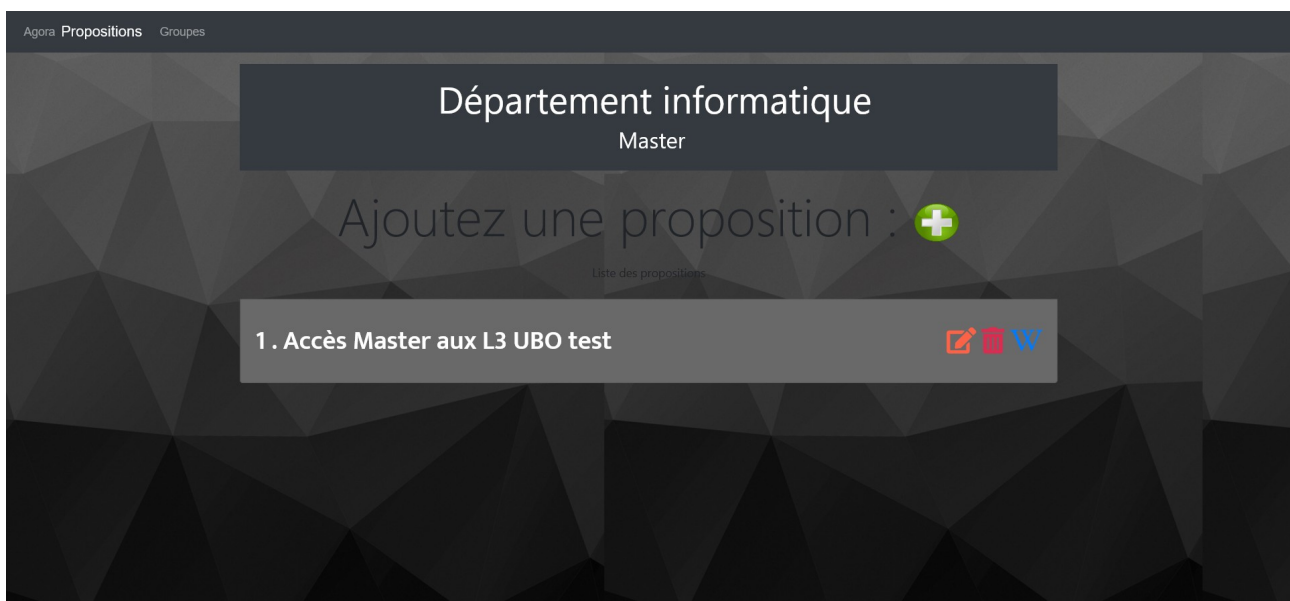 Agora Propositions Groupes
Département informatique
Master
Ajoutez une proposition :
Liste des propositions
1 . Accès Master aux L3 UBO test
W